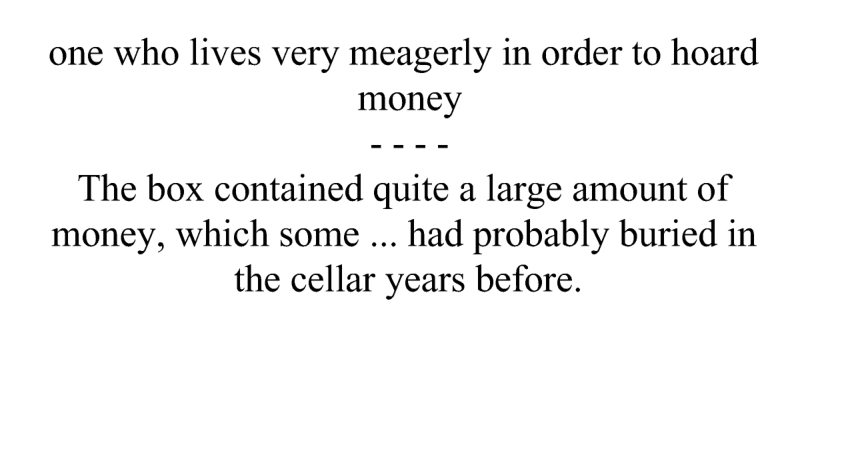 one who lives very meagerly in order to hoard
money
- - - -
The box contained quite a large amount of
money, which some ... had probably buried in
the cellar years before.